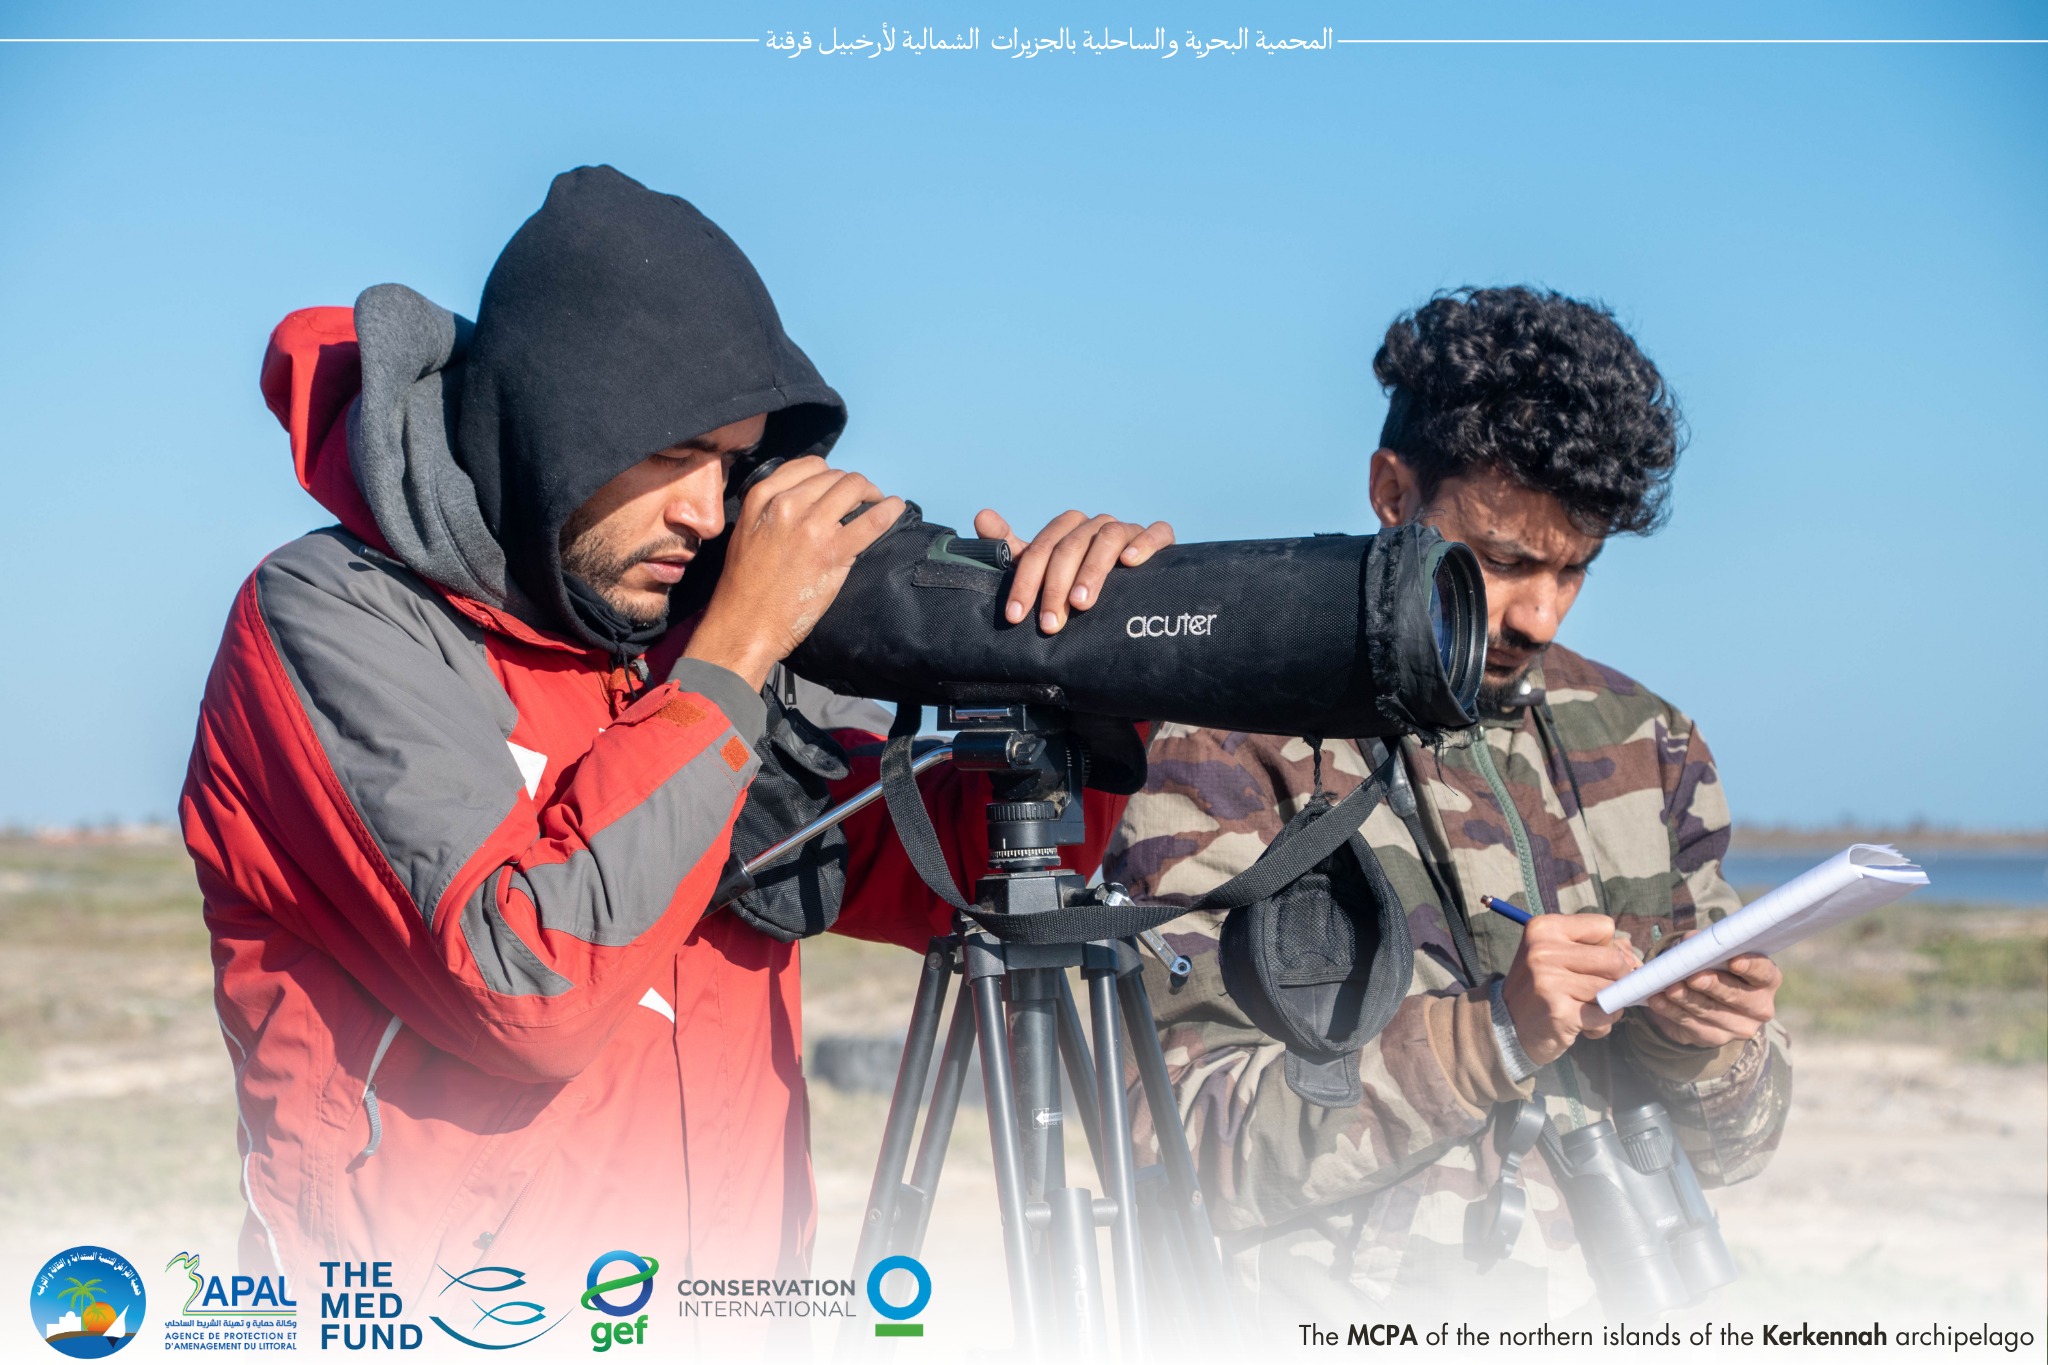 المحمية البحرية والساحلية بالجزيرات الشمالية لأرخبيل قرقنة
acuter
APAL
وكالة حماية و تهيئة الشريط الساحلي
AGENCE DE PROTECTION ET
D'AMENAGEMENT DU LITTORAL
THE
MED
FUND
gef
CONSERVATION
INTERNATIONAL
The MCPA of the northern islands of the Kerkennah archipelago